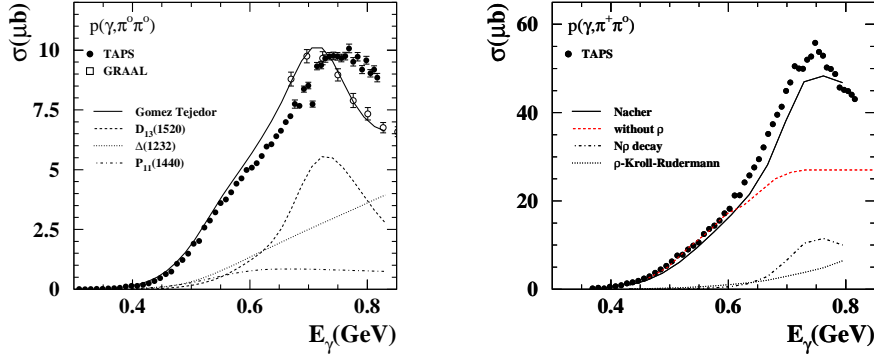 p(γ,π°π°)
σ(μb)
TAPS
GRAAL
Gomez Tejedor
D₁₃(1520)
Δ(1232)
P₁₁(1440)
10
7.5
5
2.5
0
0.4
0.6
0.8
E_γ(GeV)
p(γ,π⁺π°)
σ(μb)
TAPS
Nacher
without ρ
Nρ decay
ρ-Kroll-Rudermann
60
40
20
0
0.4
0.6
0.8
E_γ(GeV)